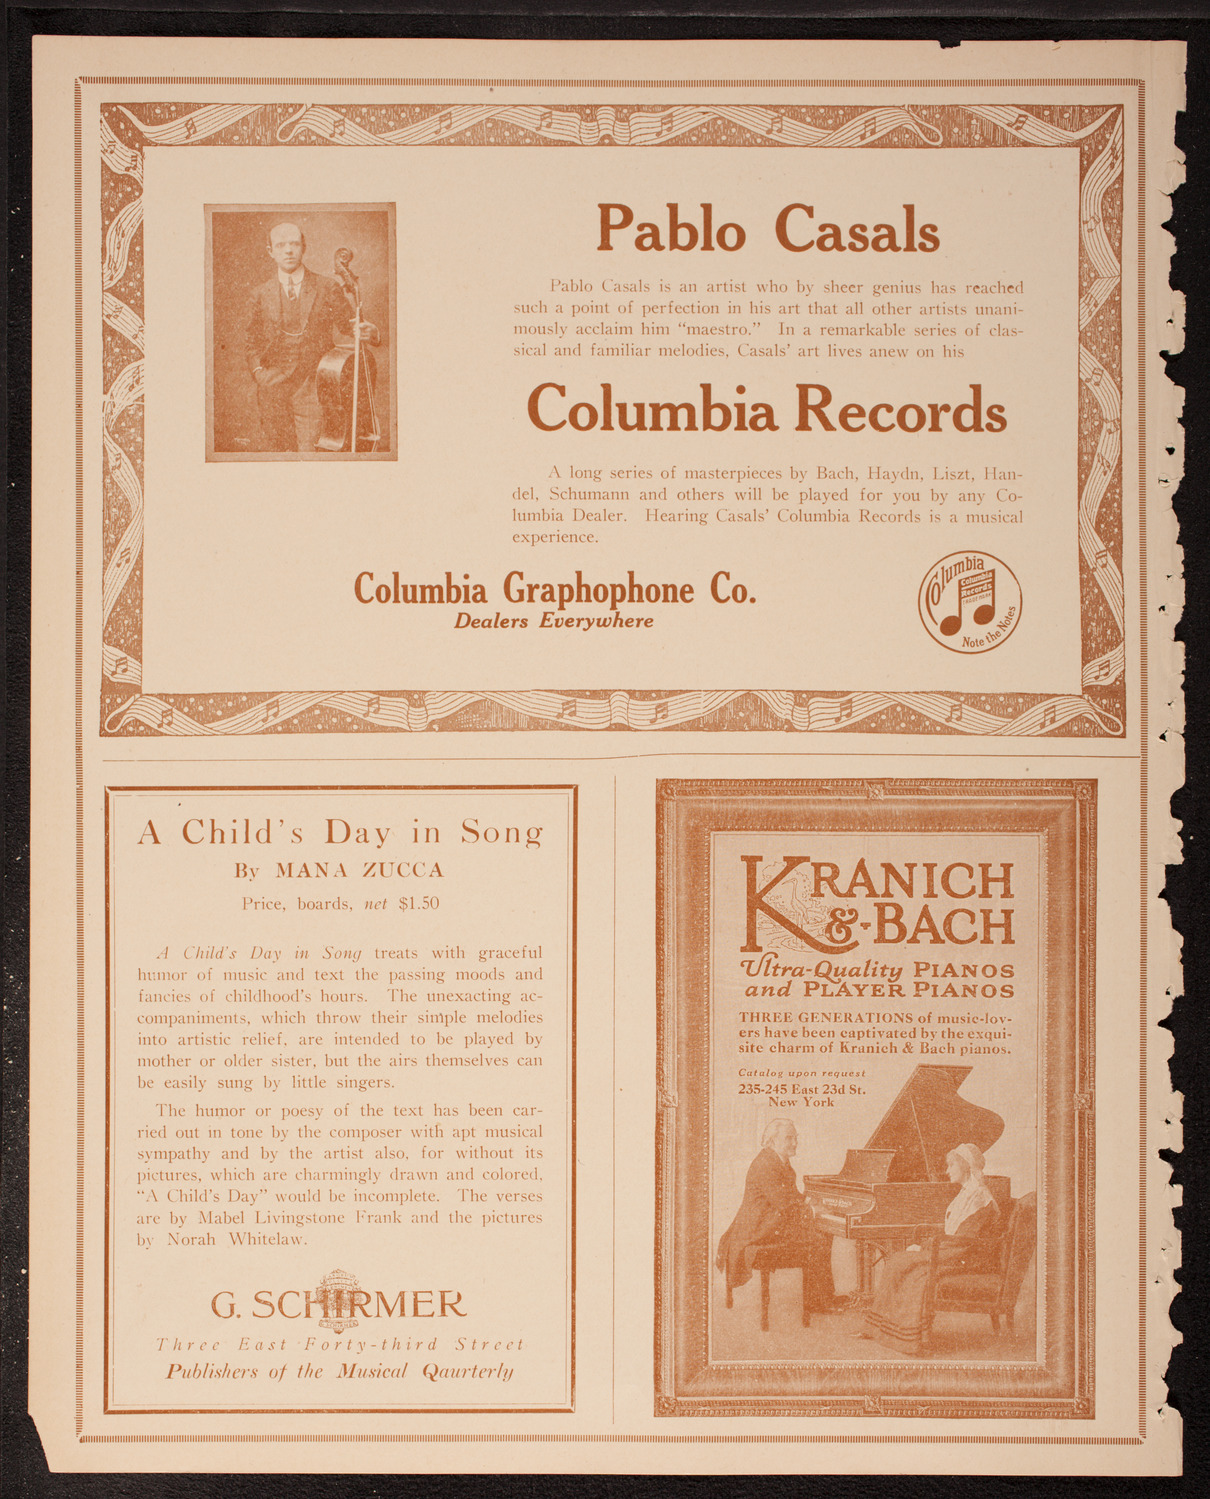 Pablo Casals
Pablo Casals is an artist who by sheer genius has reached
such a point of perfection in his art that all other artists unani-
mously acclaim him “maestro.” In a remarkable series of clas-
sical and familiar melodies, Casals’ art lives anew on his
Columbia Records
A long series of masterpieces by Bach, Haydn, Liszt, Han-
del, Schumann and others will be played for you by any Co-
lumbia Dealer. Hearing Casals’ Columbia Records is a musical
experience.
Columbia Graphophone Co.
Dealers Everywhere
Columbia
Columbia
Records
TRADE MARK
Note the Notes
A Child’s Day in Song
By MANA ZUCCA
Price, boards, net $1.50
A Child’s Day in Song treats with graceful
humor of music and text the passing moods and
fancies of childhood’s hours. The unexacting ac-
companiments, which throw their simple melodies
into artistic relief, are intended to be played by
mother or older sister, but the airs themselves can
be easily sung by little singers.
The humor or poesy of the text has been car-
ried out in tone by the composer with apt musical
sympathy and by the artist also, for without its
pictures, which are charmingly drawn and colored,
“A Child’s Day” would be incomplete. The verses
are by Mabel Livingstone Frank and the pictures
by Norah Whitelaw.
G. SCHIRMER
Three East Forty-third Street
Publishers of the Musical Qaurterly
KRANICH
&-BACH
Ultra-Quality PIANOS
and PLAYER PIANOS
THREE GENERATIONS of music-lov-
ers have been captivated by the exqui-
site charm of Kranich & Bach pianos.
Catalog upon request
235-245 East 23d St.
New York